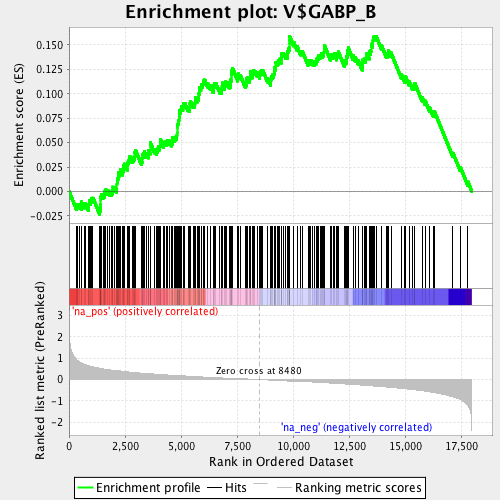 Enrichment plot: V$GABP_B
Enrichment score (ES)
0.150
0.125
0.100
0.075
0.050
0.025
0.000
-0.025
'na_pos' (positively correlated)
Ranked list metric (PreRanked)
3
2
1
0
-1
-2
Zero cross at 8480
'na_neg' (negatively correlated)
0
2,500
5,000
7,500
10,000
12,500
15,000
17,500
Rank in Ordered Dataset
Enrichment profile
Hits
Ranking metric scores